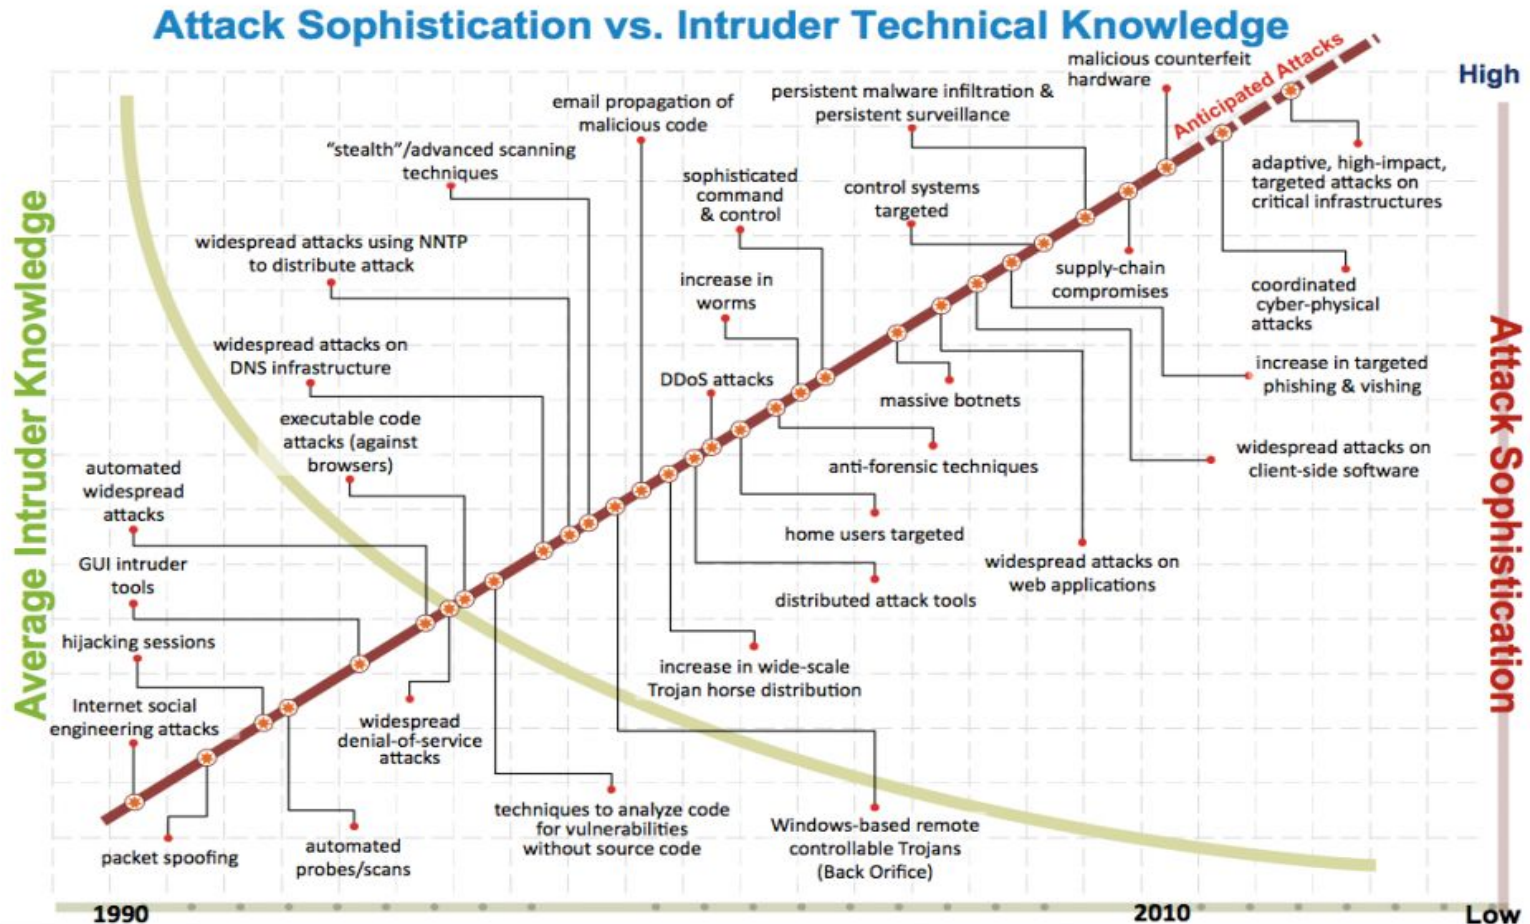 Attack Sophistication vs. Intruder Technical Knowledge
High
Low
Average Intruder Knowledge
Attack Sophistication
Anticipated Attacks
malicious counterfeit
hardware
persistent malware infiltration &
persistent surveillance
email propagation of
malicious code
"stealth"/advanced scanning
techniques
sophisticated
command
& control
control systems
targeted
adaptive, high-impact,
targeted attacks on
critical infrastructures
widespread attacks using NNTP
to distribute attack
increase in
worms
supply-chain
compromises
coordinated
cyber-physical
attacks
widespread attacks on
DNS infrastructure
DDoS attacks
massive botnets
increase in targeted
phishing & vishing
executable code
attacks (against
browsers)
anti-forensic techniques
widespread attacks on
client-side software
automated
widespread
attacks
home users targeted
GUI intruder
tools
widespread attacks on
web applications
distributed attack tools
hijacking sessions
increase in wide-scale
Trojan horse distribution
Internet social
engineering attacks
widespread
denial-of-service
attacks
techniques to analyze code
for vulnerabilities
without source code
Windows-based remote
controllable Trojans
(Back Orifice)
packet spoofing
automated
probes/scans
1990
2010